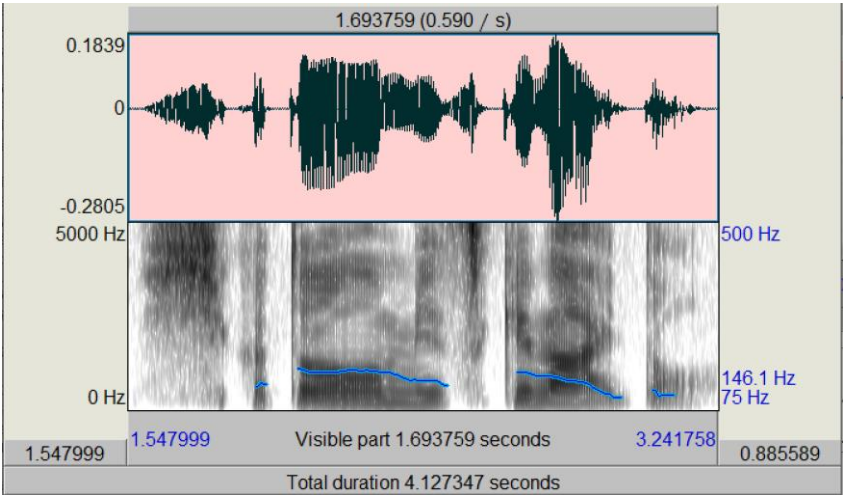 1.693759 (0.590 / s)
0.1839
0
-0.2805
5000 Hz
500 Hz
146.1 Hz
0 Hz
75 Hz
1.547999
Visible part 1.693759 seconds
3.241758
1.547999
0.885589
Total duration 4.127347 seconds